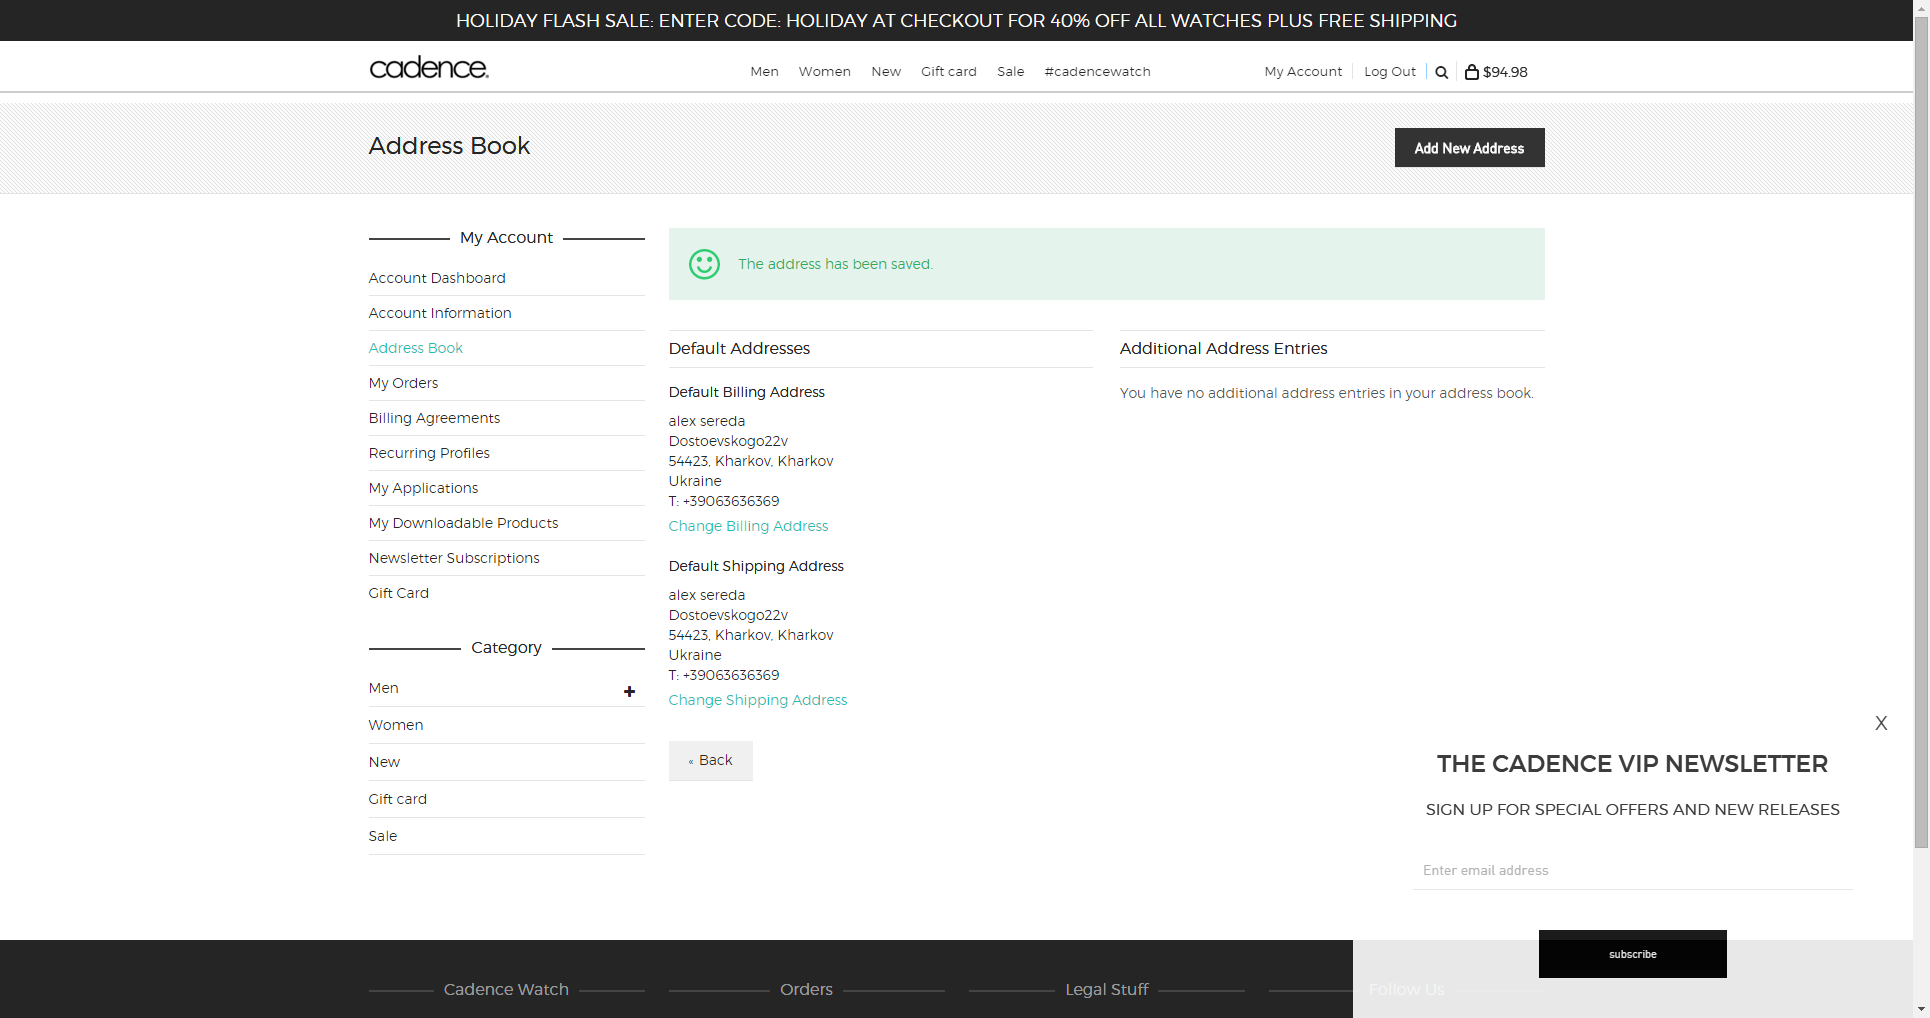 HOLIDAY FLASH SALE: ENTER CODE: HOLIDAY AT CHECKOUT FOR 40% OFF ALL WATCHES PLUS FREE SHIPPING
cadence.
Men Women New Gift card Sale #cadencewatch My Account Log Out $94.98
Address Book
Add New Address
My Account
Account Dashboard
Account Information
Address Book
My Orders
Billing Agreements
Recurring Profiles
My Applications
My Downloadable Products
Newsletter Subscriptions
Gift Card
Category
Men
Women
New
Gift card
Sale
The address has been saved.
Default Addresses
Default Billing Address
alex sereda
Dostoevskogo22v
54423, Kharkov, Kharkov
Ukraine
T: +39063636369
Change Billing Address
Default Shipping Address
alex sereda
Dostoevskogo22v
54423, Kharkov, Kharkov
Ukraine
T: +39063636369
Change Shipping Address
« Back
Additional Address Entries
You have no additional address entries in your address book.
X
THE CADENCE VIP NEWSLETTER
SIGN UP FOR SPECIAL OFFERS AND NEW RELEASES
Enter email address
subscribe
Cadence Watch Orders Legal Stuff Follow Us